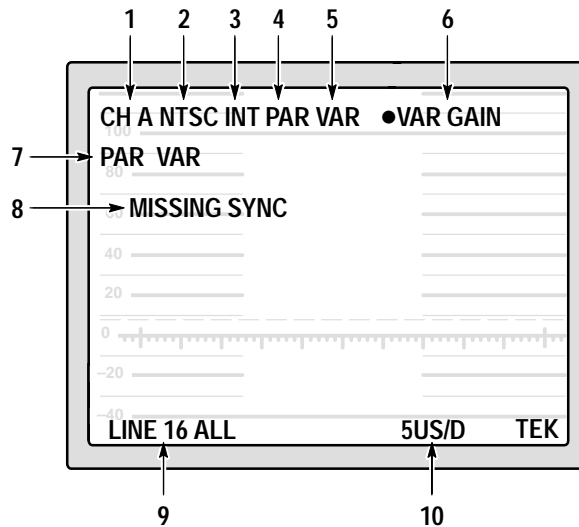 1 2 3 4 5 6
CH A NTSC INT PAR VAR ●VAR GAIN
100
7 PAR VAR
80
8 MISSING SYNC
60
40
20
0
−20
−40
LINE 16 ALL 5US/D TEK
9 10